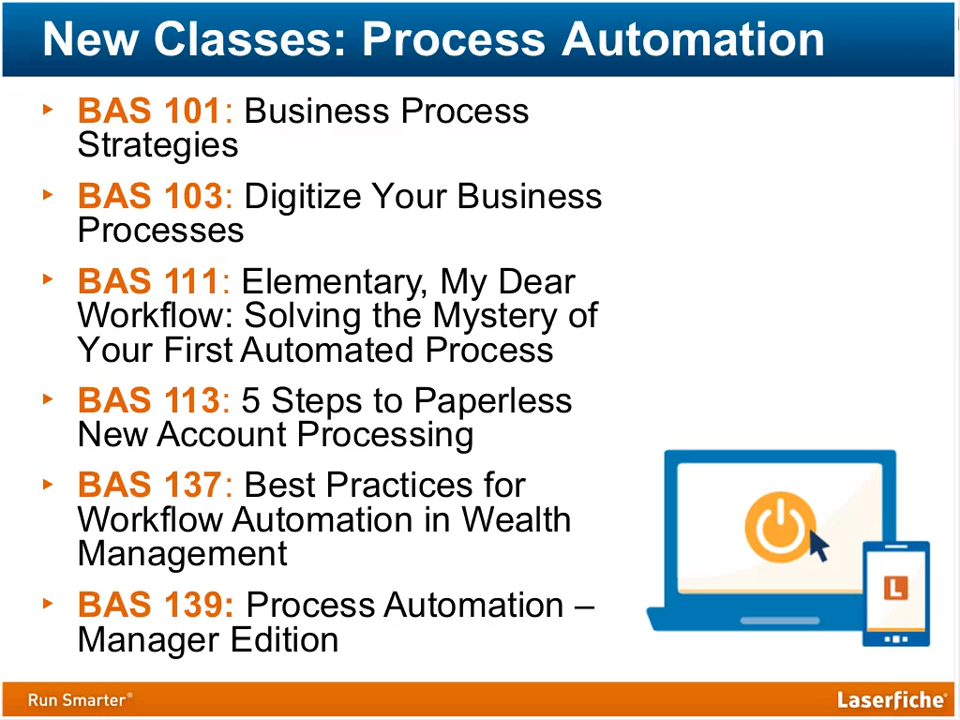 New Classes: Process Automation
‣ BAS 101: Business Process
Strategies
‣ BAS 103: Digitize Your Business
Processes
‣ BAS 111: Elementary, My Dear
Workflow: Solving the Mystery of
Your First Automated Process
‣ BAS 113: 5 Steps to Paperless
New Account Processing
‣ BAS 137: Best Practices for
Workflow Automation in Wealth
Management
‣ BAS 139: Process Automation –
Manager Edition
L
Run Smarter®
Laserfiche®